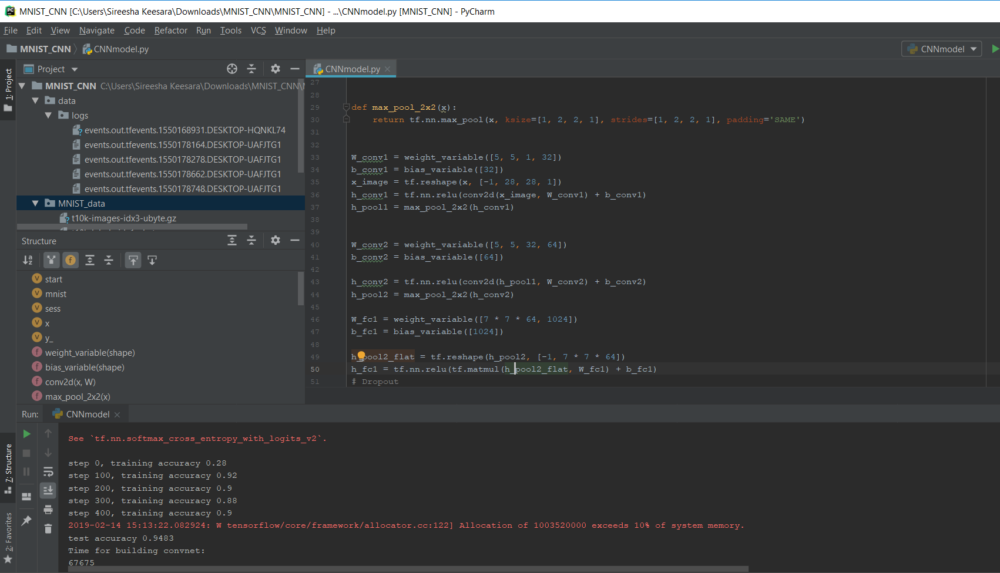 MNIST_CNN [C:\Users\Sireesha Keesara\Downloads\MNIST_CNN\MNIST_CNN] - ...\CNNmodel.py [MNIST_CNN] - PyCharm
File Edit View Navigate Code Refactor Run Tools VCS Window Help
MNIST_CNN CNNmodel.py CNNmodel
1: Project
Project
MNIST_CNN C:\Users\Sireesha Keesara\Downloads\MNIST_CNN\
data
logs
events.out.tfevents.1550168931.DESKTOP-HQNKL74
events.out.tfevents.1550178164.DESKTOP-UAFJTG1
events.out.tfevents.1550178278.DESKTOP-UAFJTG1
events.out.tfevents.1550178662.DESKTOP-UAFJTG1
events.out.tfevents.1550178748.DESKTOP-UAFJTG1
MNIST_data
t10k-images-idx3-ubyte.gz
Structure
start
mnist
sess
x
y_
weight_variable(shape)
bias_variable(shape)
conv2d(x, W)
max_pool_2x2(x)
CNNmodel.py
27
28
29 def max_pool_2x2(x):
30 return tf.nn.max_pool(x, ksize=[1, 2, 2, 1], strides=[1, 2, 2, 1], padding='SAME')
31
32
33 W_conv1 = weight_variable([5, 5, 1, 32])
34 b_conv1 = bias_variable([32])
35 x_image = tf.reshape(x, [-1, 28, 28, 1])
36 h_conv1 = tf.nn.relu(conv2d(x_image, W_conv1) + b_conv1)
37 h_pool1 = max_pool_2x2(h_conv1)
38
39
40 W_conv2 = weight_variable([5, 5, 32, 64])
41 b_conv2 = bias_variable([64])
42
43 h_conv2 = tf.nn.relu(conv2d(h_pool1, W_conv2) + b_conv2)
44 h_pool2 = max_pool_2x2(h_conv2)
45
46 W_fc1 = weight_variable([7 * 7 * 64, 1024])
47 b_fc1 = bias_variable([1024])
48
49 h_pool2_flat = tf.reshape(h_pool2, [-1, 7 * 7 * 64])
50 h_fc1 = tf.nn.relu(tf.matmul(h_pool2_flat, W_fc1) + b_fc1)
51 # Dropout
Run: CNNmodel
7: Structure
2: Favorites
See `tf.nn.softmax_cross_entropy_with_logits_v2`.
step 0, training accuracy 0.28
step 100, training accuracy 0.92
step 200, training accuracy 0.9
step 300, training accuracy 0.88
step 400, training accuracy 0.9
2019-02-14 15:13:22.082924: W tensorflow/core/framework/allocator.cc:122] Allocation of 1003520000 exceeds 10% of system memory.
test accuracy 0.9483
Time for building convnet:
67675